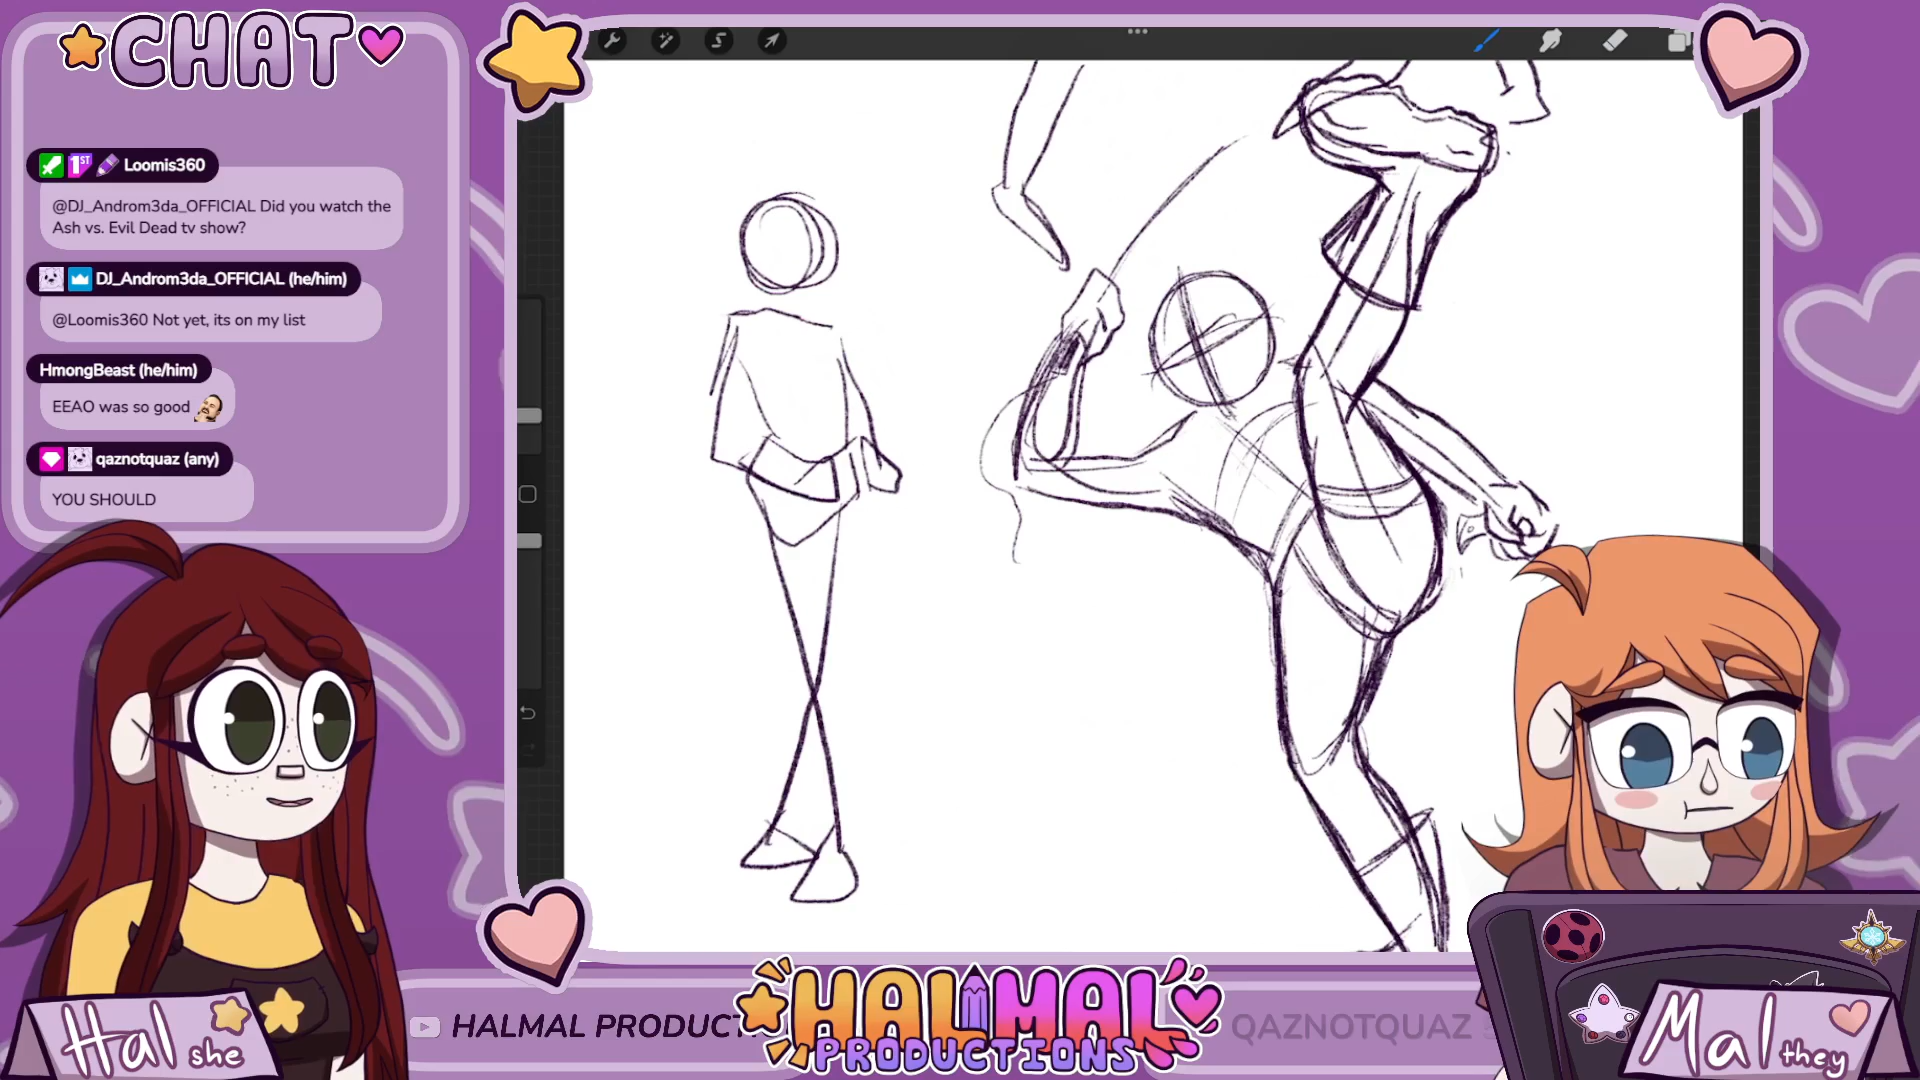 CHAT
1ST Loomis360
@DJ_Androm3da_OFFICIAL Did you watch the
Ash vs. Evil Dead tv show?
DJ_Androm3da_OFFICIAL (he/him)
@Loomis360 Not yet, its on my list
HmongBeast (he/him)
EEAO was so good
qaznotquaz (any)
YOU SHOULD
Hal she
HALMAL PRODUCT
HALMAL
PRODUCTIONS
QAZNOTQUAZ
Mal they